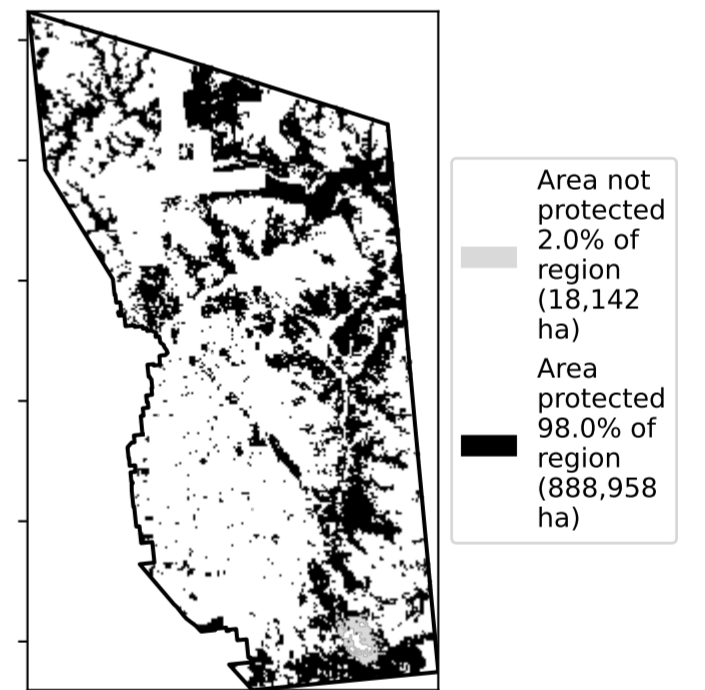 Area not
protected
2.0% of
region
(18,142
ha)
Area
protected
98.0% of
region
(888,958
ha)